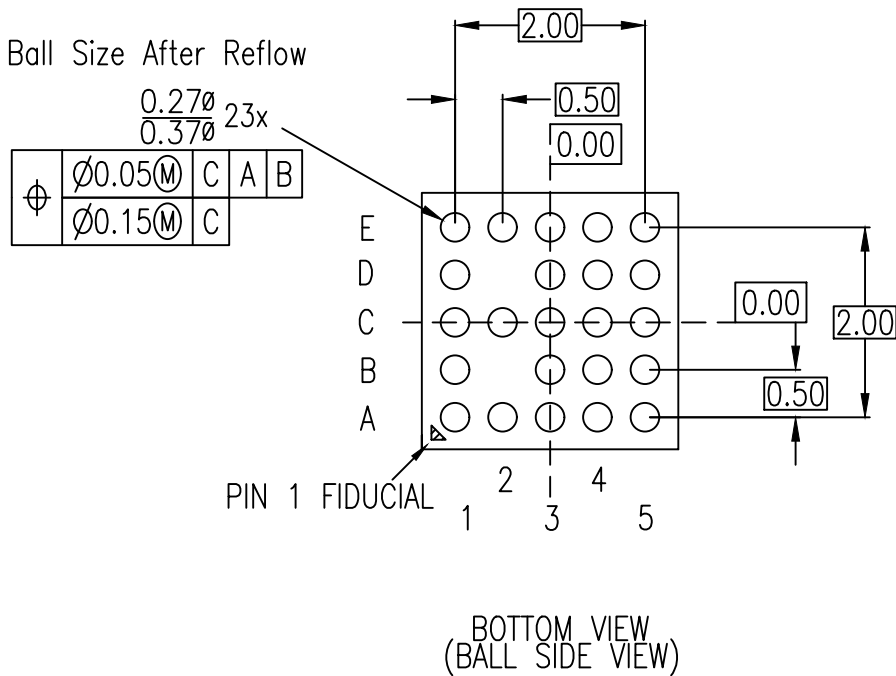 2.00
Ball Size After Reflow
0.50
0.27ø
0.37ø 23x
0.00
⌖ Ø0.05Ⓜ C A B
Ø0.15Ⓜ C
E
D
0.00
C
2.00
B
0.50
A
2 4
PIN 1 FIDUCIAL
1 3 5
BOTTOM VIEW
(BALL SIDE VIEW)